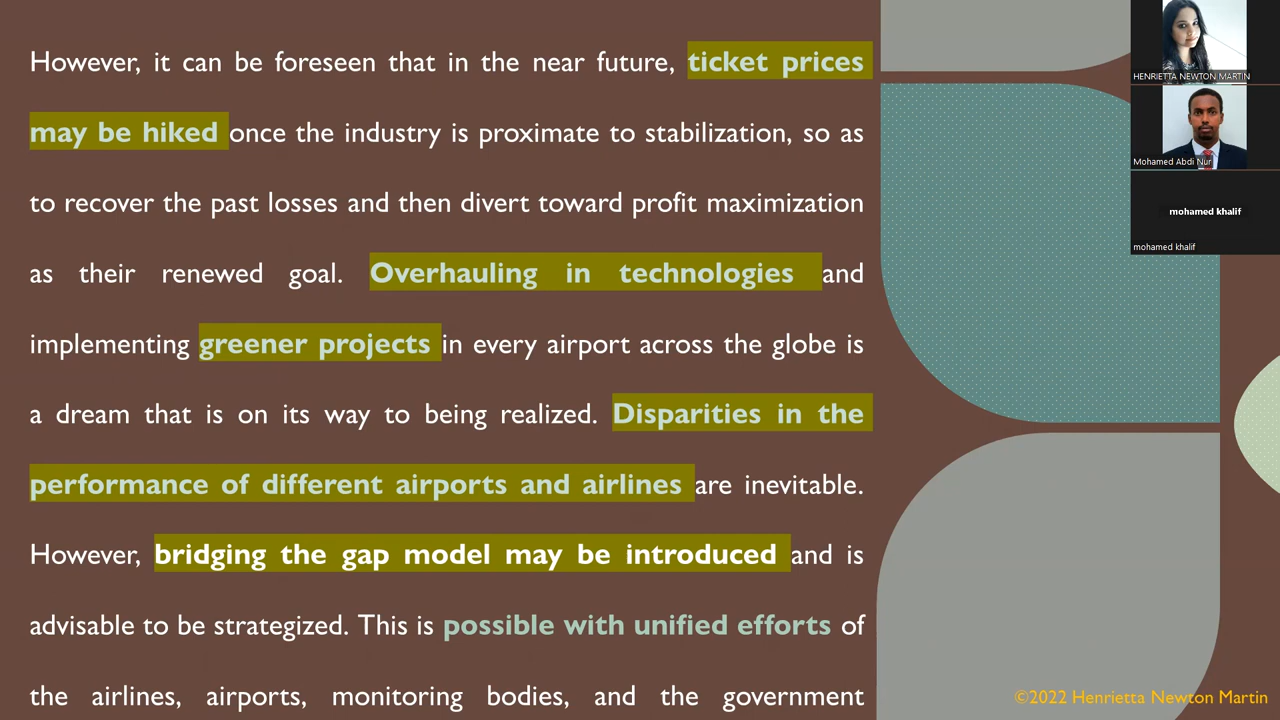 However, it can be foreseen that in the near future, ticket prices
may be hiked once the industry is proximate to stabilization, so as
to recover the past losses and then divert toward profit maximization
as their renewed goal. Overhauling in technologies and
implementing greener projects in every airport across the globe is
a dream that is on its way to being realized. Disparities in the
performance of different airports and airlines are inevitable.
However, bridging the gap model may be introduced and is
advisable to be strategized. This is possible with unified efforts of
the airlines, airports, monitoring bodies, and the government
HENRIETTA NEWTON MARTIN
Mohamed Abdi Nur
mohamed khalif
mohamed khalif
©2022 Henrietta Newton Martin